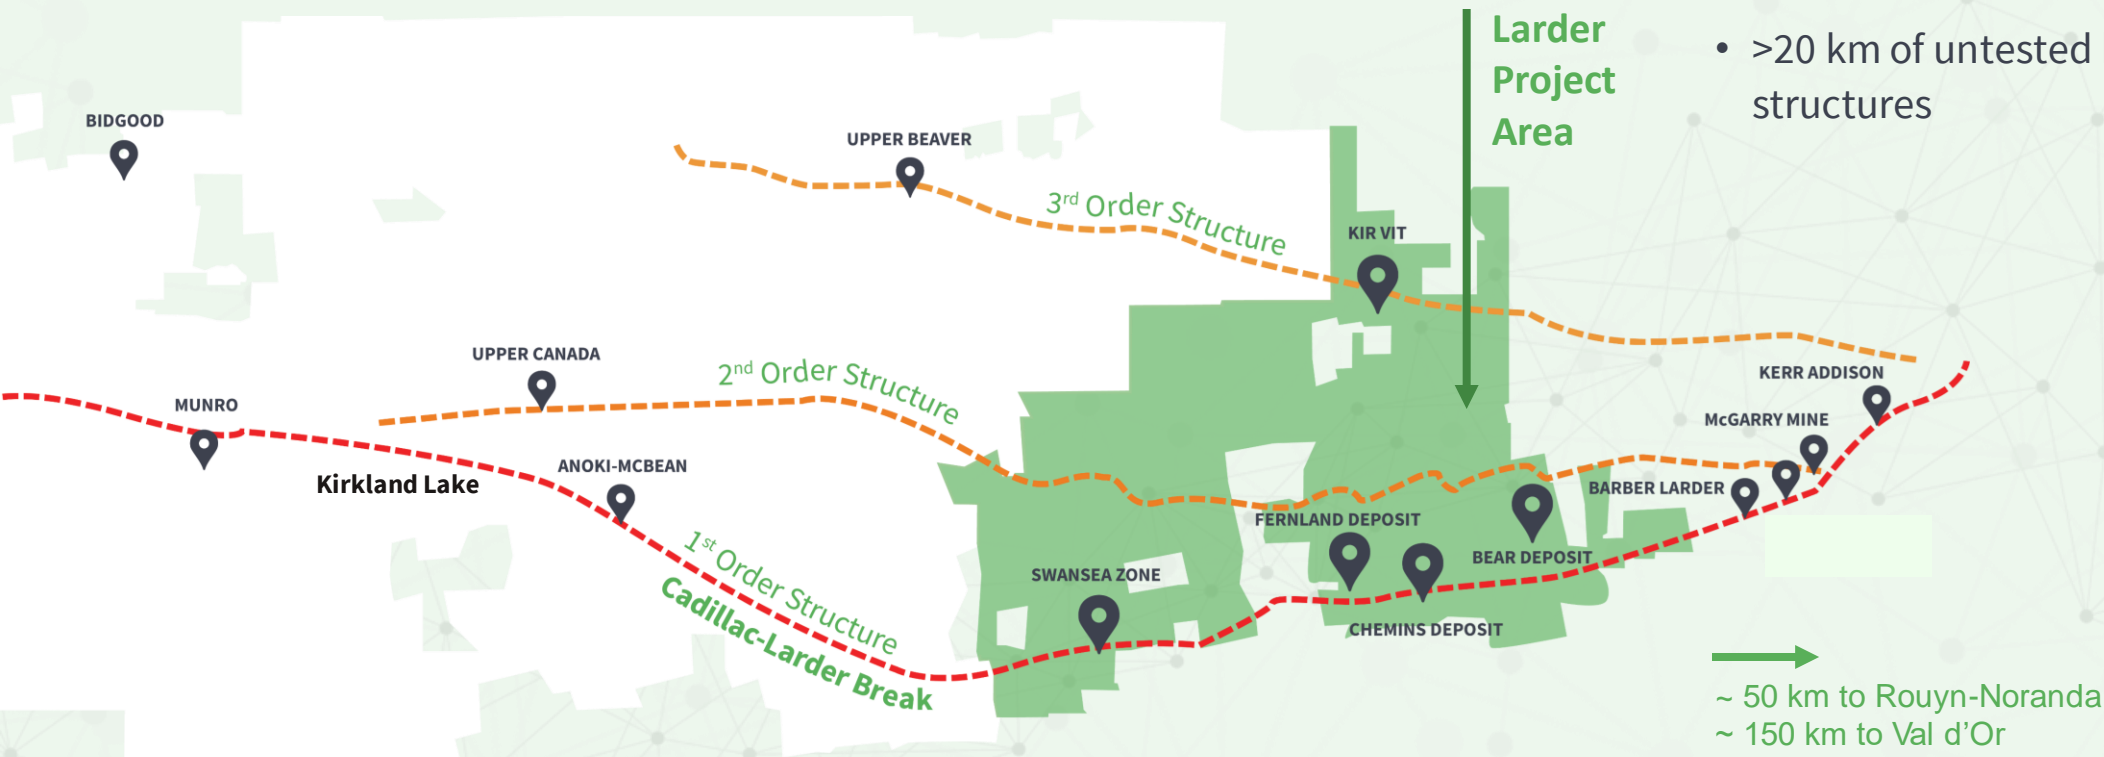 Larder
Project
Area
• >20 km of untested
structures
BIDGOOD
UPPER BEAVER
3rd Order Structure
KIR VIT
UPPER CANADA
2nd Order Structure
KERR ADDISON
MUNRO
McGARRY MINE
ANOKI-MCBEAN
Kirkland Lake
BARBER LARDER
FERNLAND DEPOSIT
1st Order Structure
BEAR DEPOSIT
SWANSEA ZONE
Cadillac-Larder Break
CHEMINS DEPOSIT
~ 50 km to Rouyn-Noranda
~ 150 km to Val d’Or